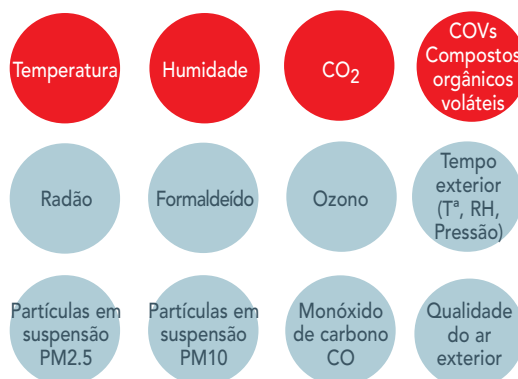 Temperatura
Humidade
CO₂
COVs
Compostos
orgânicos
voláteis
Radão
Formaldeído
Ozono
Tempo
exterior
(Tª, RH,
Pressão)
Partículas em
suspensão
PM2.5
Partículas em
suspensão
PM10
Monóxido
de carbono
CO
Qualidade
do ar
exterior